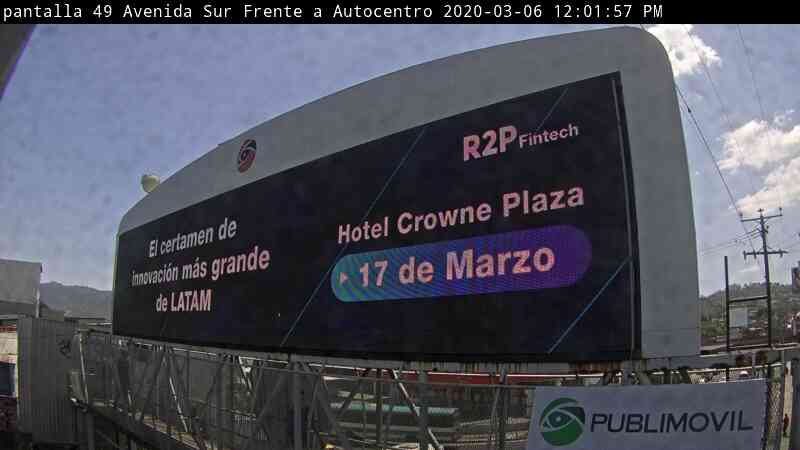 pantalla 49 Avenida Sur Frente a Autocentro 2020-03-06 12:01:57 PM
R2P Fintech
El certamen de
innovación más grande
de LATAM
Hotel Crowne Plaza
17 de Marzo
PUBLIMOVIL